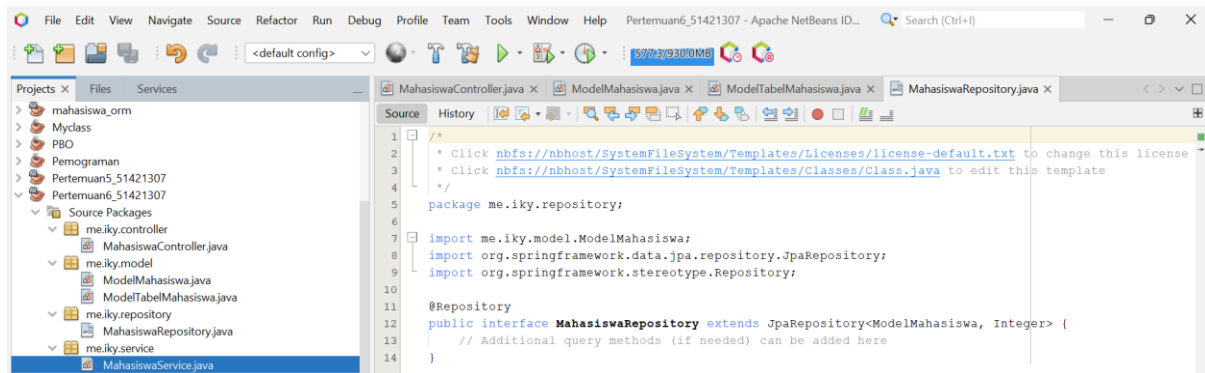 File Edit View Navigate Source Refactor Run Debug Profile Team Tools Window Help Pertemuan6_51421307 - Apache NetBeans ID... Search (Ctrl+I)
<default config> 577.3/930.0MB
Projects Files Services
mahasiswa_orm
Myclass
PBO
Pemograman
Pertemuan5_51421307
Pertemuan6_51421307
Source Packages
me.iky.controller
MahasiswaController.java
me.iky.model
ModelMahasiswa.java
ModelTabelMahasiswa.java
me.iky.repository
MahasiswaRepository.java
me.iky.service
MahasiswaService.java
MahasiswaController.java ModelMahasiswa.java ModelTabelMahasiswa.java MahasiswaRepository.java
Source History
1 /*
2 * Click nbfs://nbhost/SystemFileSystem/Templates/Licenses/license-default.txt to change this license
3 * Click nbfs://nbhost/SystemFileSystem/Templates/Classes/Class.java to edit this template
4 */
5 package me.iky.repository;
6
7 import me.iky.model.ModelMahasiswa;
8 import org.springframework.data.jpa.repository.JpaRepository;
9 import org.springframework.stereotype.Repository;
10
11 @Repository
12 public interface MahasiswaRepository extends JpaRepository<ModelMahasiswa, Integer> {
13 // Additional query methods (if needed) can be added here
14 }